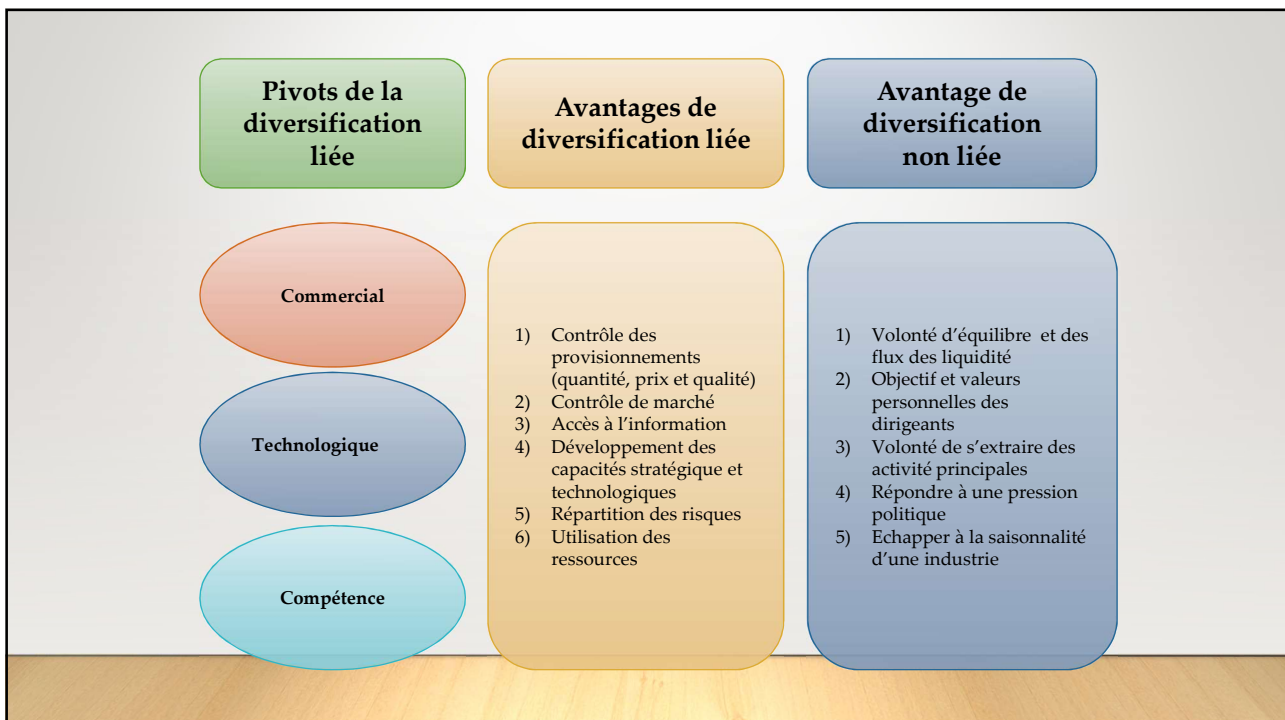 Pivots de la
diversification
liée
Commercial
Technologique
Compétence
Avantages de
diversification liée
1) Contrôle des
provisionnements
(quantité, prix et qualité)
2) Contrôle de marché
3) Accès à l’information
4) Développement des
capacités stratégique et
technologiques
5) Répartition des risques
6) Utilisation des
ressources
Avantage de
diversification
non liée
1) Volonté d’équilibre et des
flux des liquidité
2) Objectif et valeurs
personnelles des
dirigeants
3) Volonté de s’extraire des
activité principales
4) Répondre à une pression
politique
5) Echapper à la saisonnalité
d’une industrie